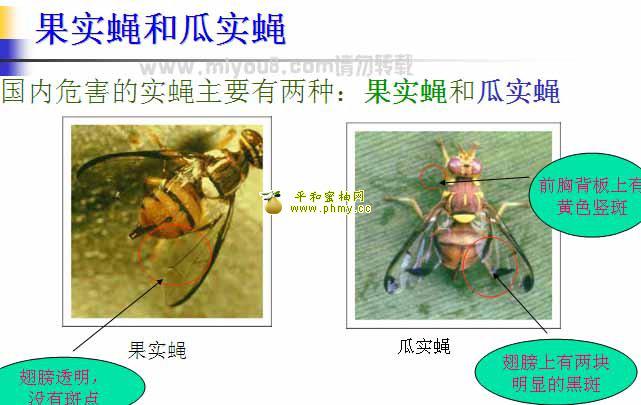 果实蝇和瓜实蝇
www.miyou8.com请勿转载
国内危害的实蝇主要有两种：果实蝇和瓜实蝇
前胸背板上有
黄色竖斑
平和蜜柚网
www.phmy.cc
果实蝇
瓜实蝇
翅膀透明，
没有斑点
翅膀上有两块
明显的黑斑